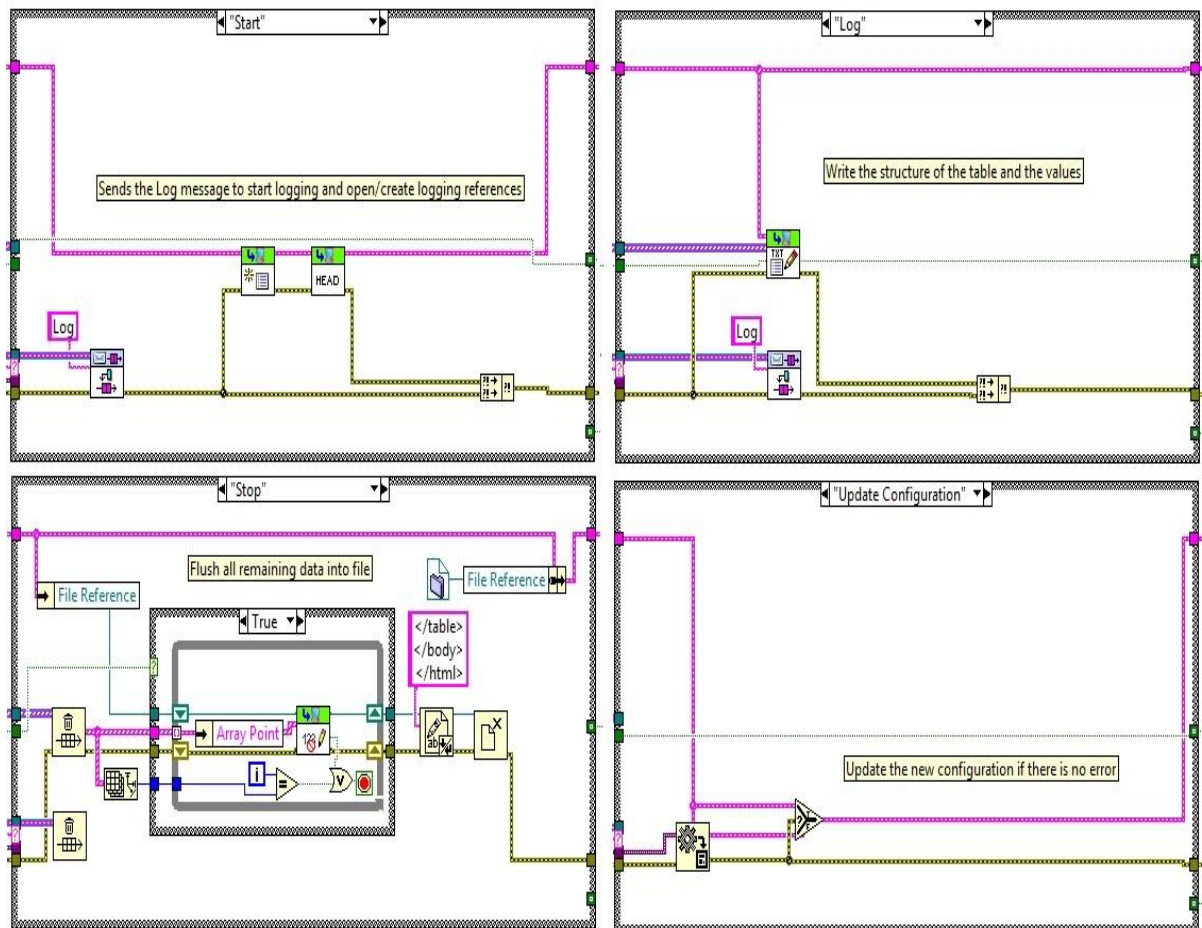 "Start"
Sends the Log message to start logging and open/create logging references
HEAD
Log
"Log"
Write the structure of the table and the values
TXT
Log
"Stop"
Flush all remaining data into file
File Reference
File Reference
True
</table>
</body>
</html>
Array Point
123
ab
i
=
V
"Update Configuration"
Update the new configuration if there is no error
?
T
F